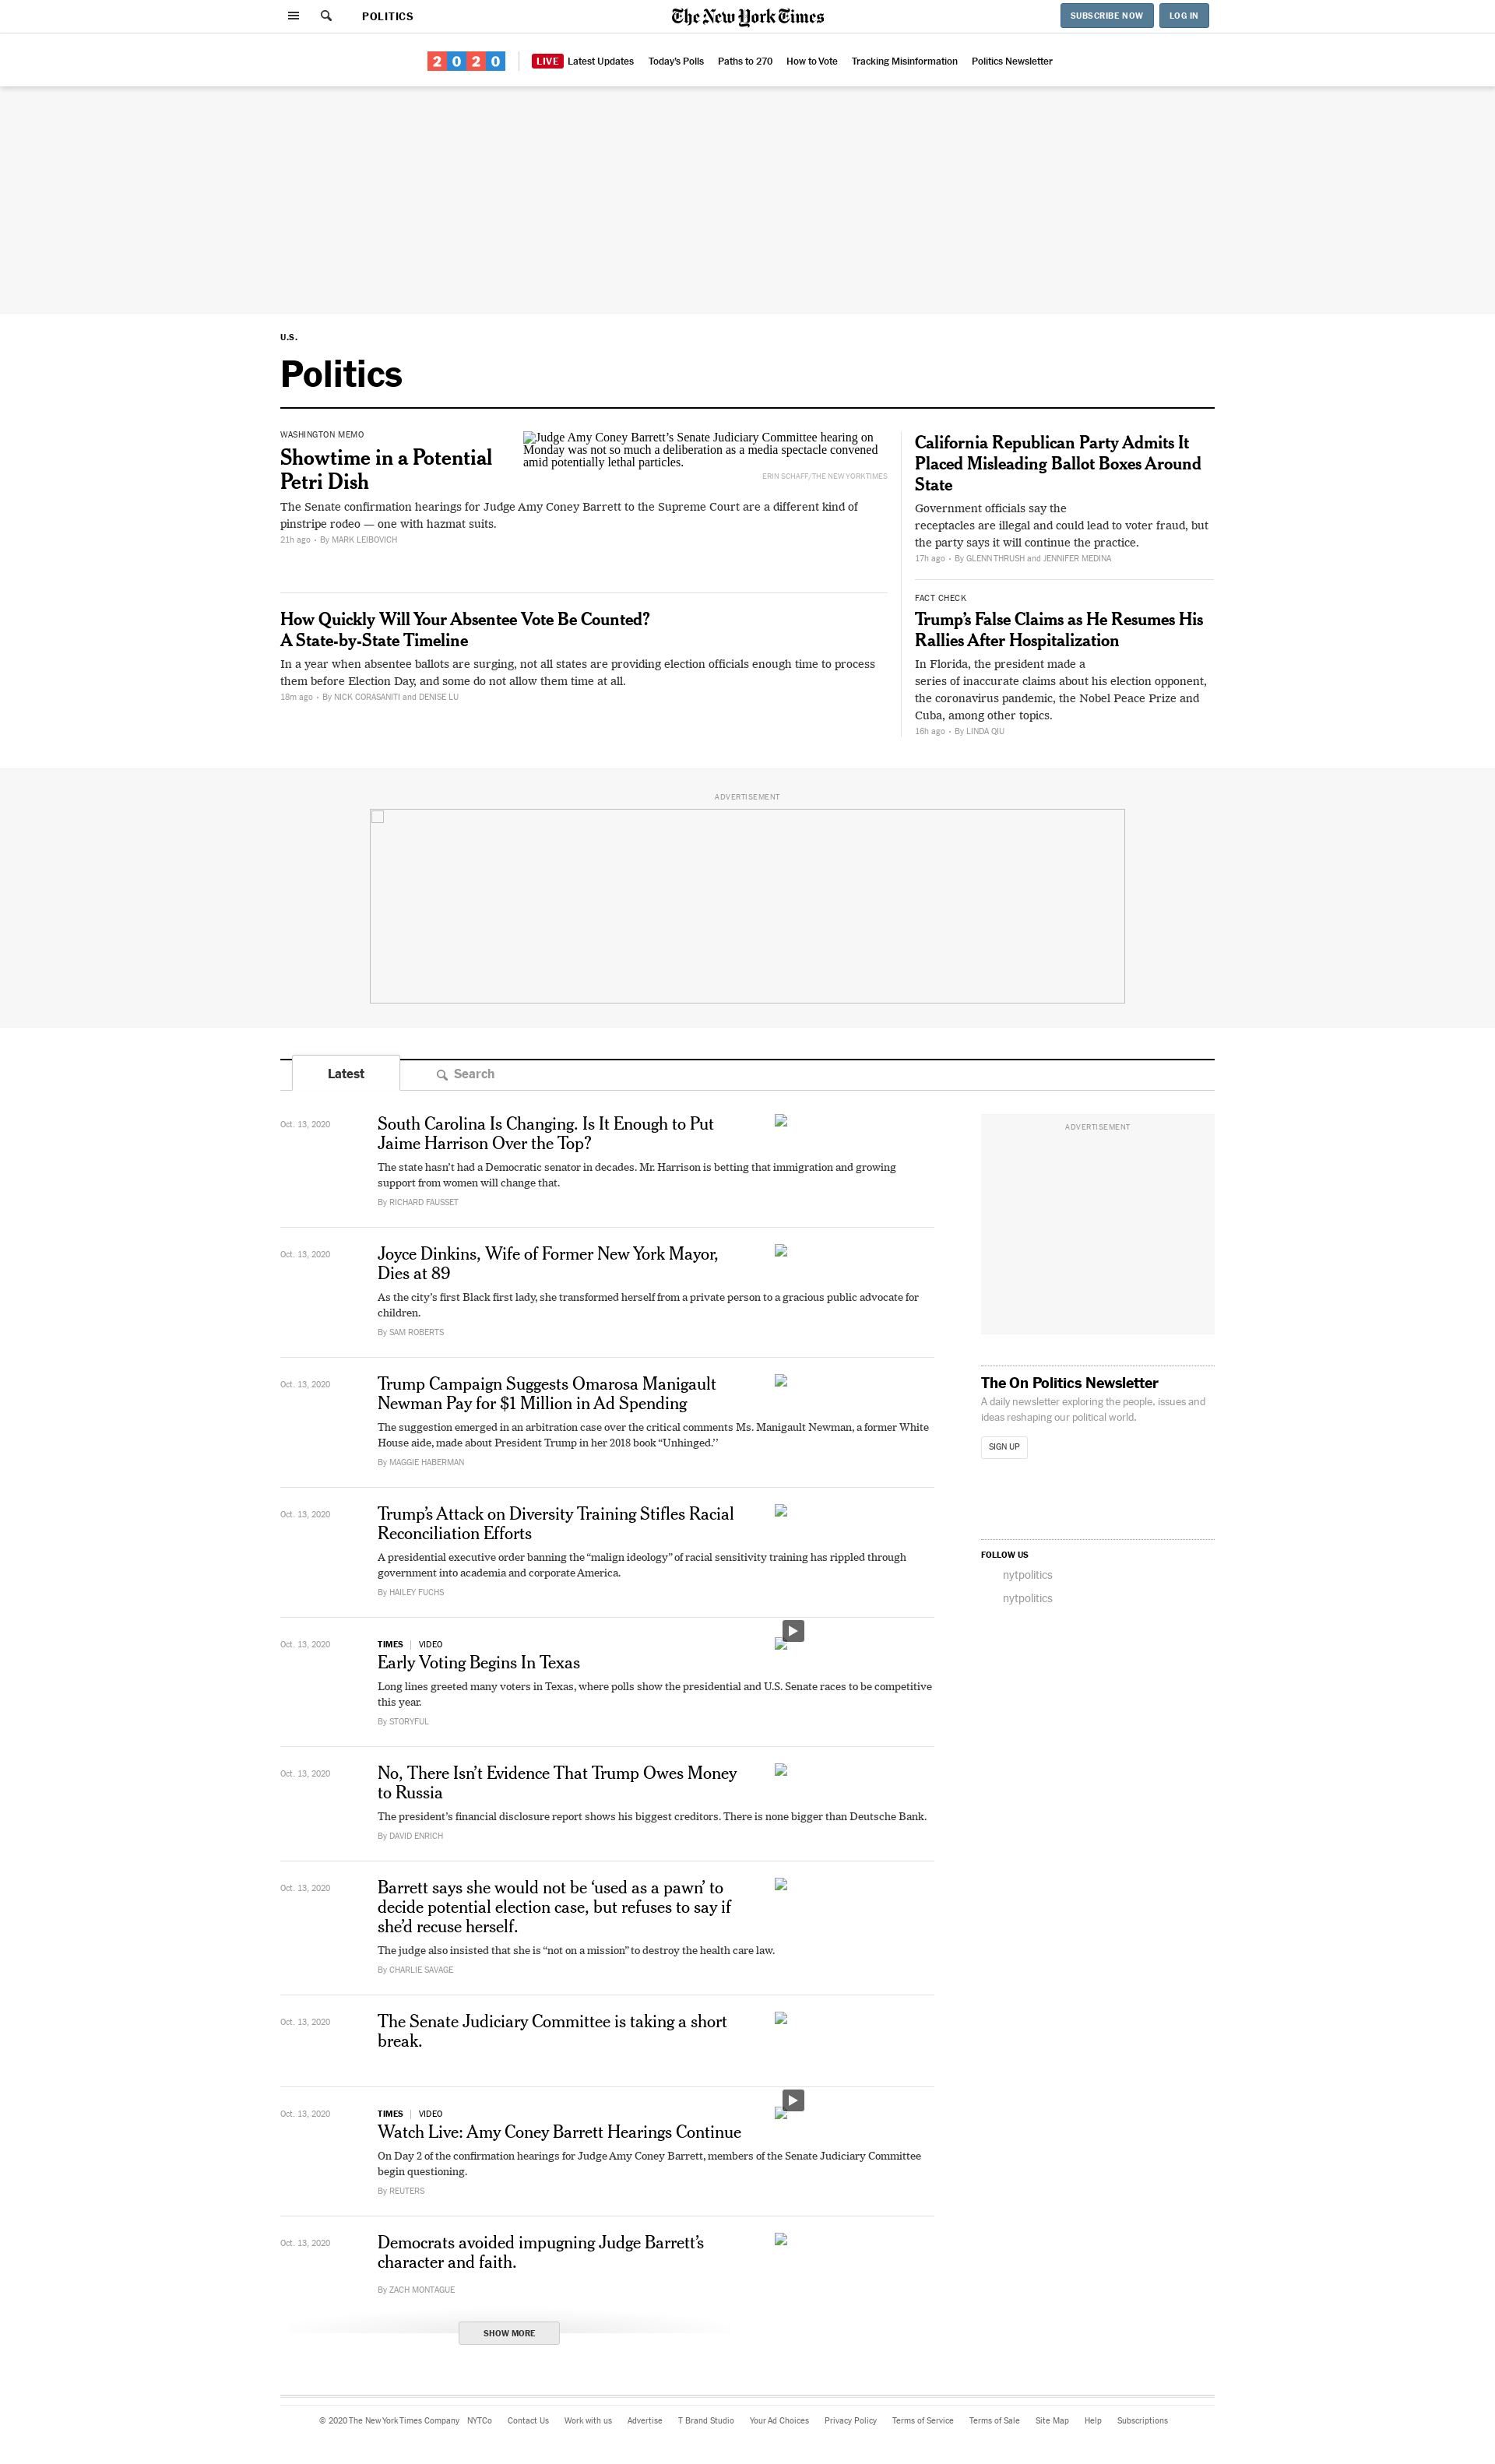 POLITICS
The New York Times
SUBSCRIBE NOW
LOG IN
2020
LIVE Latest Updates
Today's Polls
Paths to 270
How to Vote
Tracking Misinformation
Politics Newsletter
U.S.
Politics
WASHINGTON MEMO
Showtime in a Potential
Petri Dish
Judge Amy Coney Barrett’s Senate Judiciary Committee hearing on
Monday was not so much a deliberation as a media spectacle convened
amid potentially lethal particles.
ERIN SCHAFF/THE NEW YORK TIMES
The Senate confirmation hearings for Judge Amy Coney Barrett to the Supreme Court are a different kind of
pinstripe rodeo — one with hazmat suits.
21h ago • By MARK LEIBOVICH
How Quickly Will Your Absentee Vote Be Counted?
A State-by-State Timeline
In a year when absentee ballots are surging, not all states are providing election officials enough time to process
them before Election Day, and some do not allow them time at all.
18m ago • By NICK CORASANITI and DENISE LU
California Republican Party Admits It
Placed Misleading Ballot Boxes Around
State
Government officials say the
receptacles are illegal and could lead to voter fraud, but
the party says it will continue the practice.
17h ago • By GLENN THRUSH and JENNIFER MEDINA
FACT CHECK
Trump’s False Claims as He Resumes His
Rallies After Hospitalization
In Florida, the president made a
series of inaccurate claims about his election opponent,
the coronavirus pandemic, the Nobel Peace Prize and
Cuba, among other topics.
16h ago • By LINDA QIU
ADVERTISEMENT
Latest
Search
Oct. 13, 2020
South Carolina Is Changing. Is It Enough to Put
Jaime Harrison Over the Top?
The state hasn’t had a Democratic senator in decades. Mr. Harrison is betting that immigration and growing
support from women will change that.
By RICHARD FAUSSET
Oct. 13, 2020
Joyce Dinkins, Wife of Former New York Mayor,
Dies at 89
As the city’s first Black first lady, she transformed herself from a private person to a gracious public advocate for
children.
By SAM ROBERTS
Oct. 13, 2020
Trump Campaign Suggests Omarosa Manigault
Newman Pay for $1 Million in Ad Spending
The suggestion emerged in an arbitration case over the critical comments Ms. Manigault Newman, a former White
House aide, made about President Trump in her 2018 book “Unhinged.’’
By MAGGIE HABERMAN
Oct. 13, 2020
Trump’s Attack on Diversity Training Stifles Racial
Reconciliation Efforts
A presidential executive order banning the “malign ideology” of racial sensitivity training has rippled through
government into academia and corporate America.
By HAILEY FUCHS
Oct. 13, 2020
TIMES | VIDEO
Early Voting Begins In Texas
Long lines greeted many voters in Texas, where polls show the presidential and U.S. Senate races to be competitive
this year.
By STORYFUL
Oct. 13, 2020
No, There Isn’t Evidence That Trump Owes Money
to Russia
The president’s financial disclosure report shows his biggest creditors. There is none bigger than Deutsche Bank.
By DAVID ENRICH
Oct. 13, 2020
Barrett says she would not be ‘used as a pawn’ to
decide potential election case, but refuses to say if
she’d recuse herself.
The judge also insisted that she is “not on a mission” to destroy the health care law.
By CHARLIE SAVAGE
Oct. 13, 2020
The Senate Judiciary Committee is taking a short
break.
Oct. 13, 2020
TIMES | VIDEO
Watch Live: Amy Coney Barrett Hearings Continue
On Day 2 of the confirmation hearings for Judge Amy Coney Barrett, members of the Senate Judiciary Committee
begin questioning.
By REUTERS
Oct. 13, 2020
Democrats avoided impugning Judge Barrett’s
character and faith.
By ZACH MONTAGUE
SHOW MORE
ADVERTISEMENT
The On Politics Newsletter
A daily newsletter exploring the people, issues and
ideas reshaping our political world.
SIGN UP
FOLLOW US
nytpolitics
nytpolitics
© 2020 The New York Times Company
NYTCo
Contact Us
Work with us
Advertise
T Brand Studio
Your Ad Choices
Privacy Policy
Terms of Service
Terms of Sale
Site Map
Help
Subscriptions